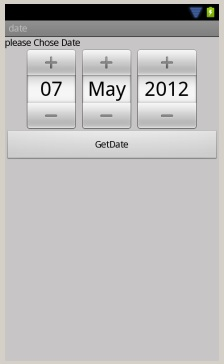 date
please Chose Date
+ + +
07 May 2012
- - -
GetDate